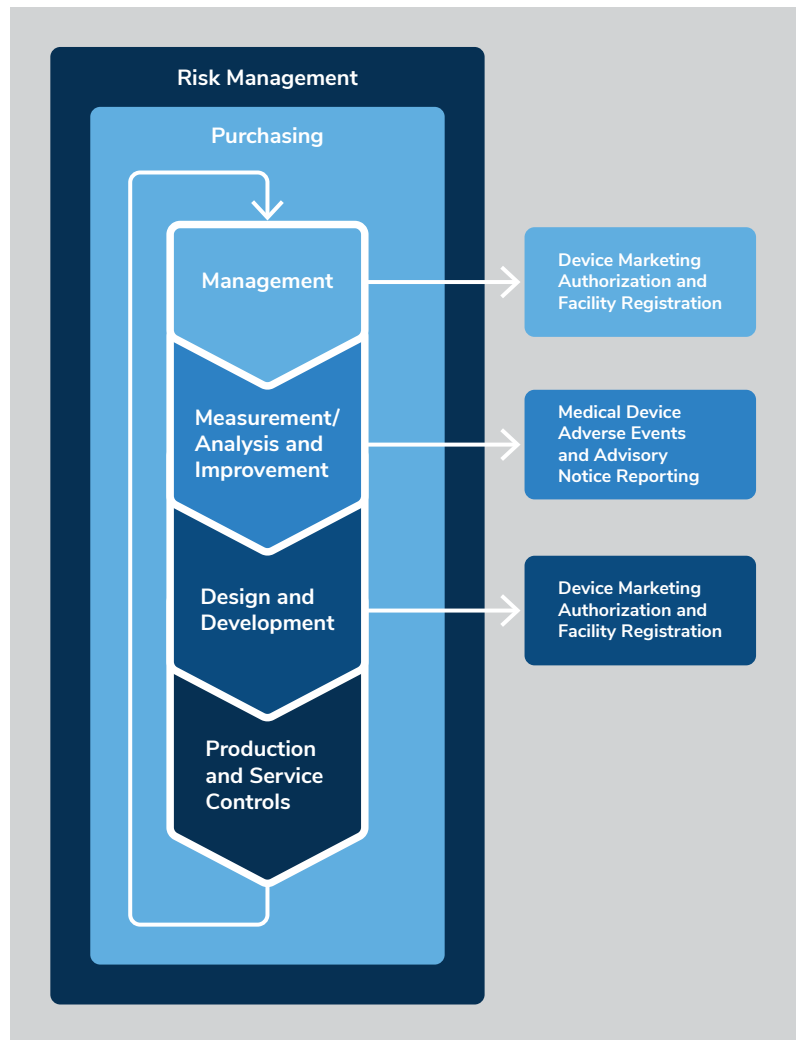 Risk Management
Purchasing
Management
Device Marketing
Authorization and
Facility Registration
Measurement/
Analysis and
Improvement
Medical Device
Adverse Events
and Advisory
Notice Reporting
Design and
Development
Device Marketing
Authorization and
Facility Registration
Production
and Service
Controls